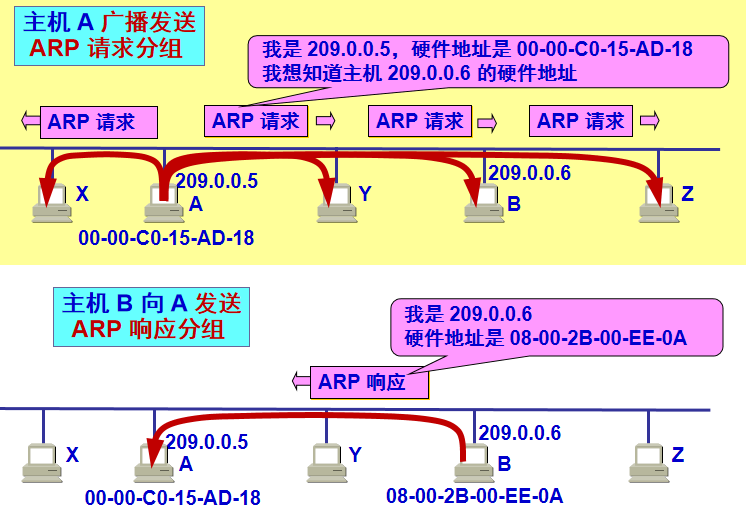 主机 A 广播发送
ARP 请求分组
我是 209.0.0.5，硬件地址是 00-00-C0-15-AD-18
我想知道主机 209.0.0.6 的硬件地址
ARP 请求
ARP 请求
ARP 请求
ARP 请求
209.0.0.5
209.0.0.6
X
A
Y
B
Z
00-00-C0-15-AD-18
主机 B 向 A 发送
ARP 响应分组
我是 209.0.0.6
硬件地址是 08-00-2B-00-EE-0A
ARP 响应
209.0.0.5
209.0.0.6
X
A
Y
B
Z
00-00-C0-15-AD-18
08-00-2B-00-EE-0A